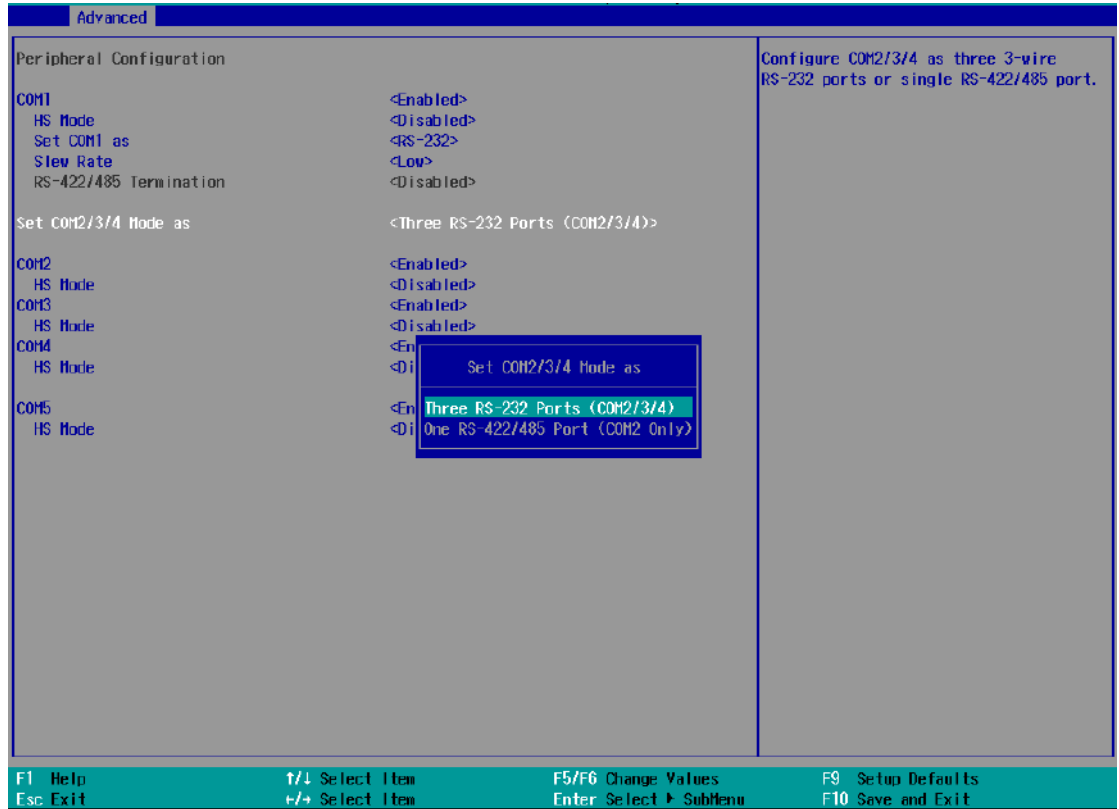 Advanced
Peripheral Configuration
COM1 <Enabled>
HS Mode <Disabled>
Set COM1 as <RS-232>
Slew Rate <Low>
RS-422/485 Termination <Disabled>
Set COM2/3/4 Mode as <Three RS-232 Ports (COM2/3/4)>
COM2 <Enabled>
HS Mode <Disabled>
COM3 <Enabled>
HS Mode <Disabled>
COM4 <En
HS Mode <Di
COM5 <En
HS Mode <Di
Set COM2/3/4 Mode as
Three RS-232 Ports (COM2/3/4)
One RS-422/485 Port (COM2 Only)
Configure COM2/3/4 as three 3-wire
RS-232 ports or single RS-422/485 port.
F1 Help ↑/↓ Select Item F5/F6 Change Values F9 Setup Defaults
Esc Exit ←/→ Select Item Enter Select ▶ SubMenu F10 Save and Exit